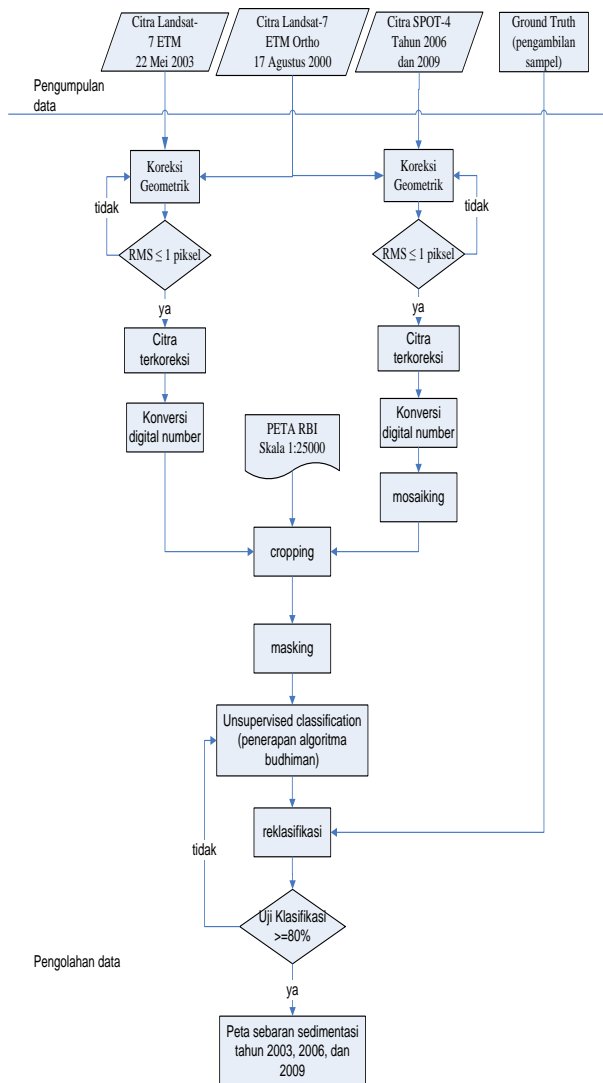 Citra Landsat-
7 ETM
22 Mei 2003
Citra Landsat-7
ETM Ortho
17 Agustus 2000
Citra SPOT-4
Tahun 2006
dan 2009
Ground Truth
(pengambilan
sampel)
Pengumpulan
data
Koreksi
Geometrik
tidak
RMS ≤ 1 piksel
ya
Citra
terkoreksi
Konversi
digital number
Koreksi
Geometrik
tidak
RMS ≤ 1 piksel
ya
Citra
terkoreksi
Konversi
digital number
mosaiking
PETA RBI
Skala 1:25000
cropping
masking
Unsupervised classification
(penerapan algoritma
budhiman)
reklasifikasi
tidak
Uji Klasifikasi
>=80%
Pengolahan data
ya
Peta sebaran sedimentasi
tahun 2003, 2006, dan
2009